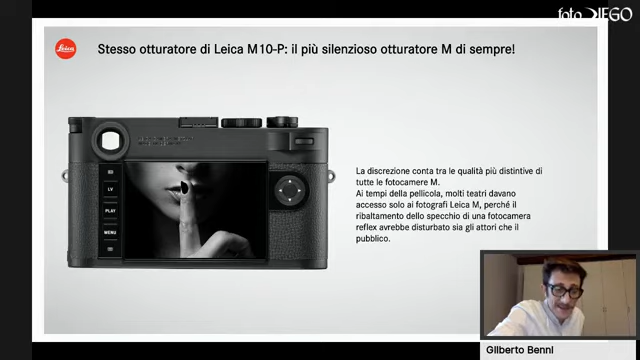 foto DIEGO
Leica
Stesso otturatore di Leica M10-P: il più silenzioso otturatore M di sempre!
LV
PLAY
MENU
La discrezione conta tra le qualità più distintive di
tutte le fotocamere M.
Ai tempi della pellicola, molti teatri davano
accesso solo ai fotografi Leica M, perché il
ribaltamento dello specchio di una fotocamera
reflex avrebbe disturbato sia gli attori che il
pubblico.
Gilberto Benni